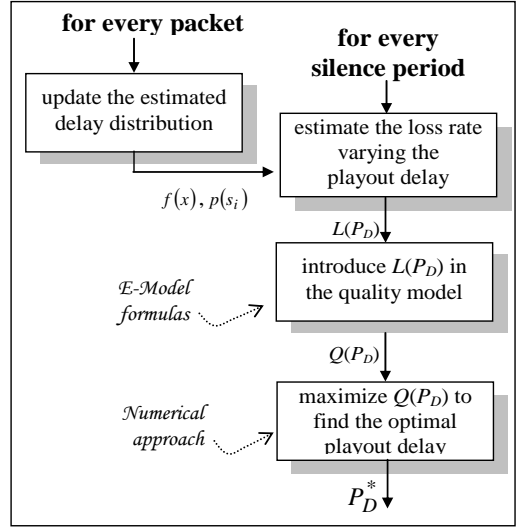 for every packet
for every
silence period
update the estimated
delay distribution
estimate the loss rate
varying the
playout delay
f(x), p(s_i)
L(P_D)
introduce L(P_D) in
the quality model
E-Model
formulas
Q(P_D)
maximize Q(P_D) to
find the optimal
playout delay
Numerical
approach
P_D^*